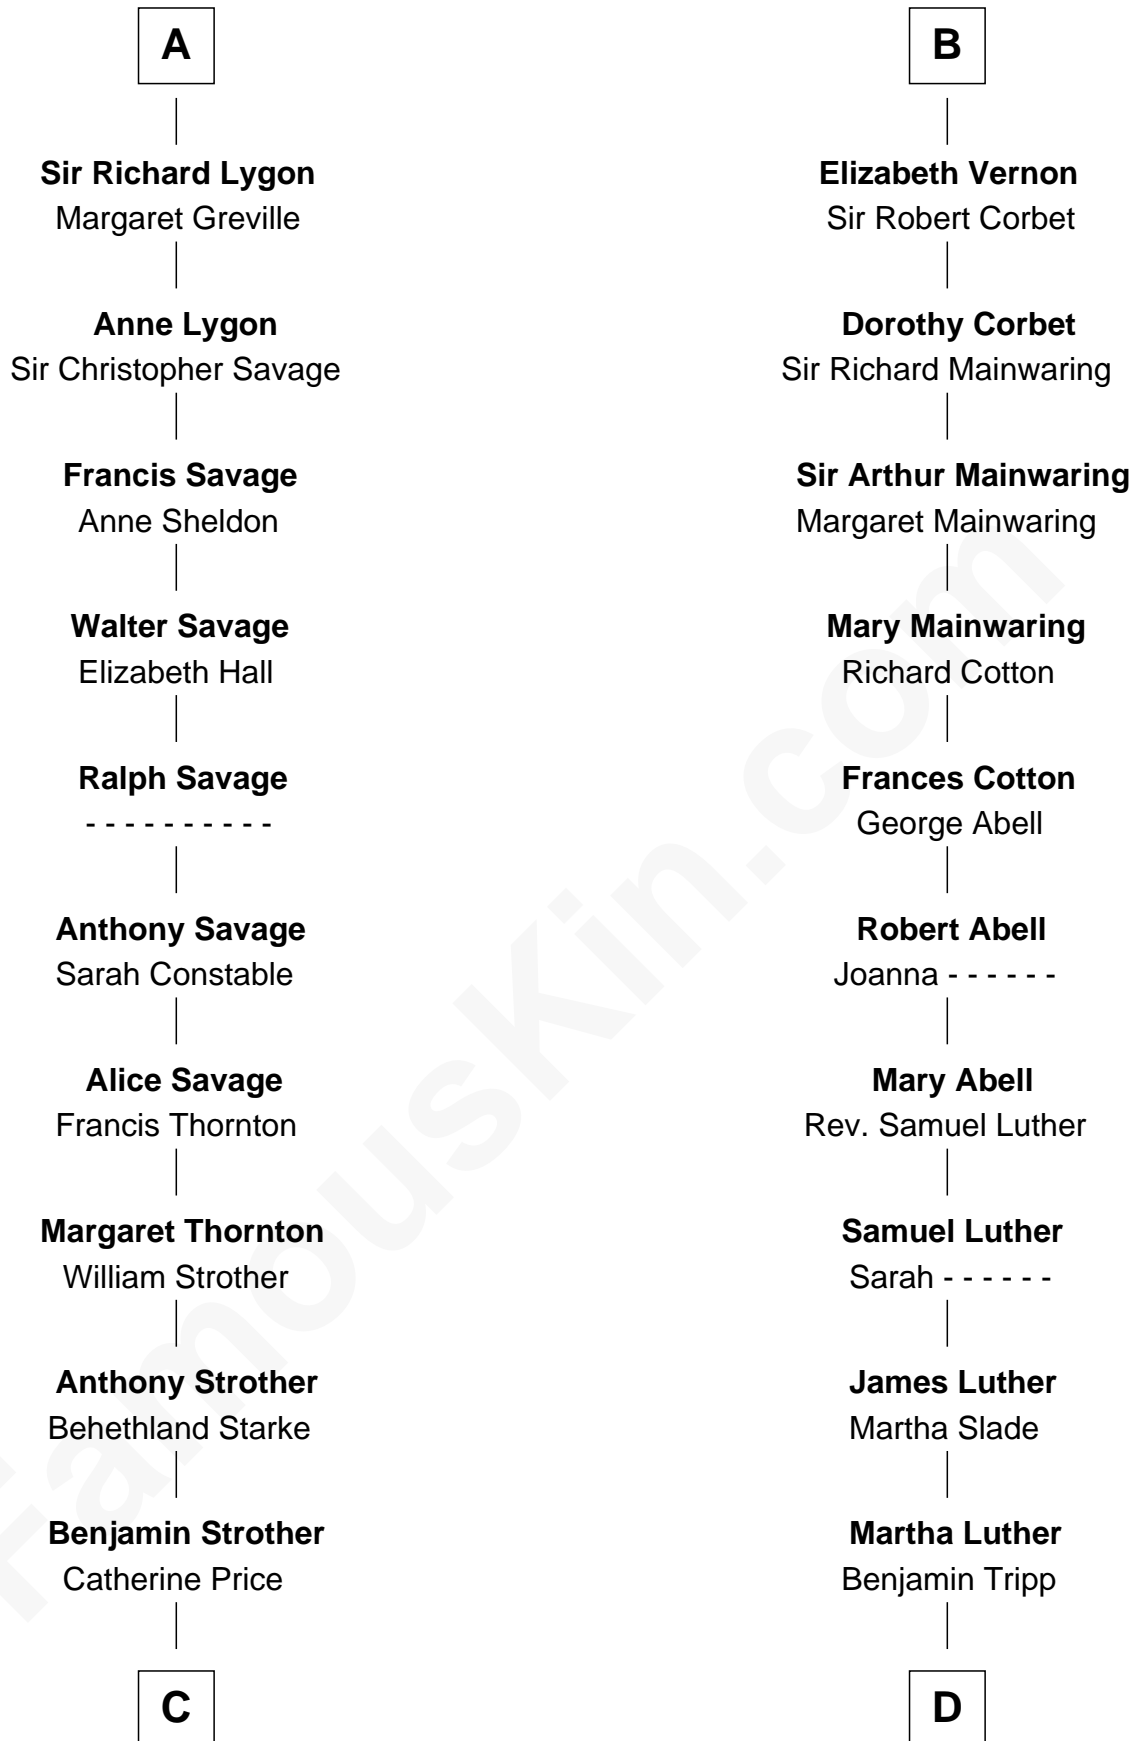 A
Sir Richard Lygon
Margaret Greville
Anne Lygon
Sir Christopher Savage
Francis Savage
Anne Sheldon
Walter Savage
Elizabeth Hall
Ralph Savage
- - - - - - - - - -
Anthony Savage
Sarah Constable
Alice Savage
Francis Thornton
Margaret Thornton
William Strother
Anthony Strother
Behethland Starke
Benjamin Strother
Catherine Price
C
B
Elizabeth Vernon
Sir Robert Corbet
Dorothy Corbet
Sir Richard Mainwaring
Sir Arthur Mainwaring
Margaret Mainwaring
Mary Mainwaring
Richard Cotton
Frances Cotton
George Abell
Robert Abell
Joanna - - - - - -
Mary Abell
Rev. Samuel Luther
Samuel Luther
Sarah - - - - - -
James Luther
Martha Slade
Martha Luther
Benjamin Tripp
D
FamousKin.com